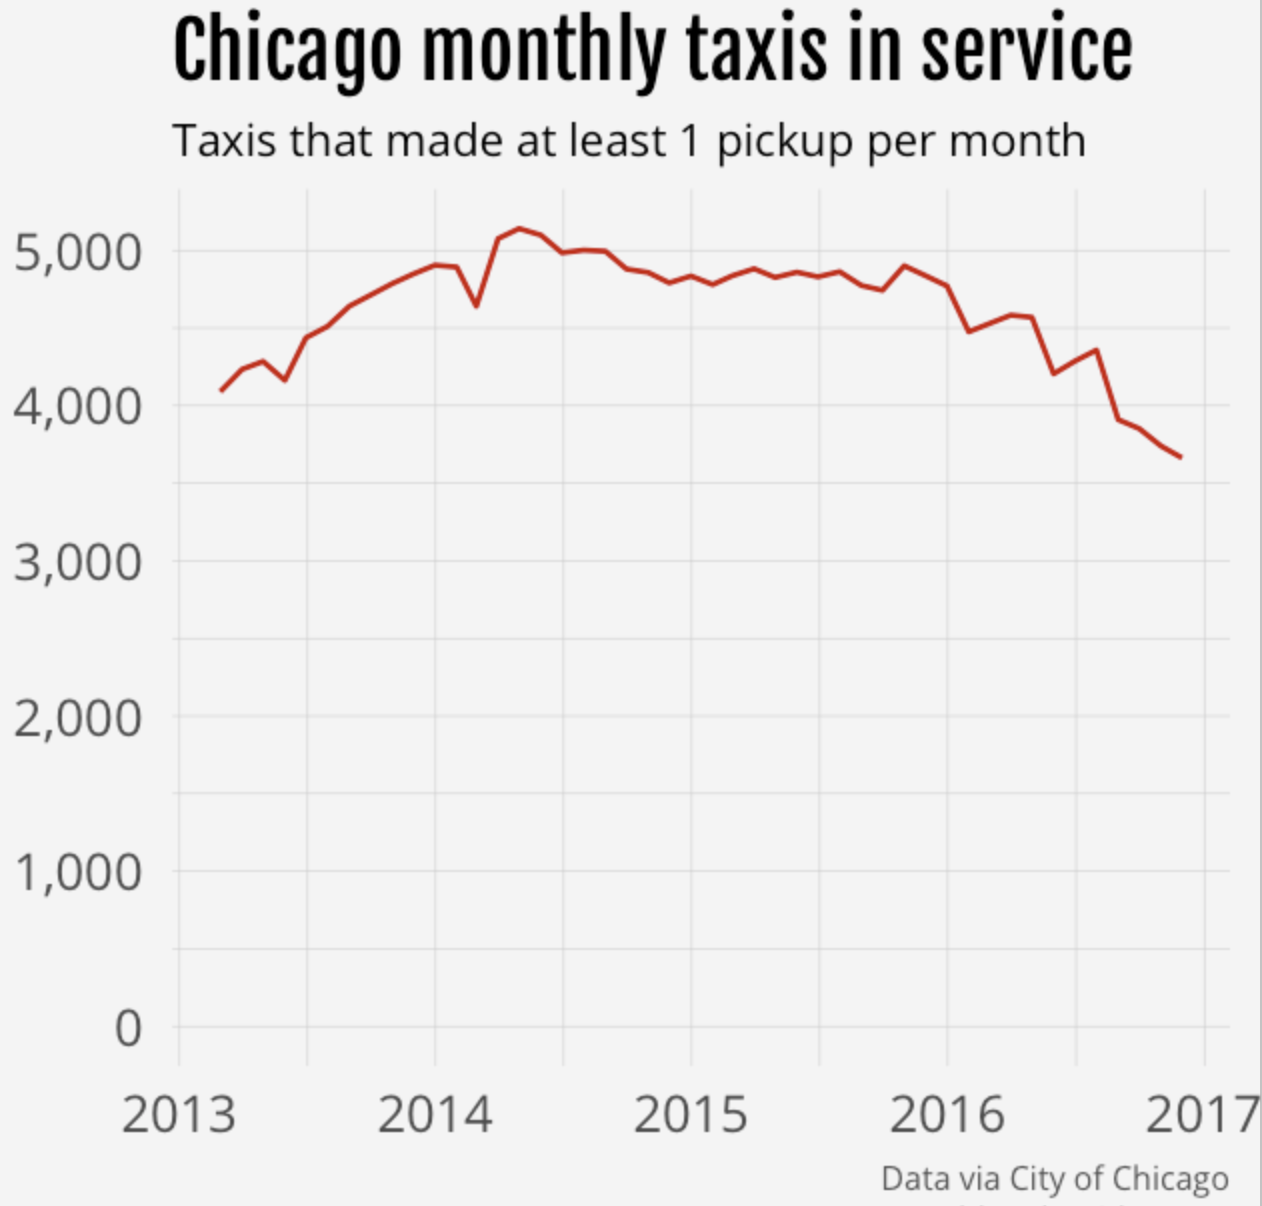 Chicago monthly taxis in service
Taxis that made at least 1 pickup per month
5,000
4,000
3,000
2,000
1,000
0
2013 2014 2015 2016 2017
Data via City of Chicago